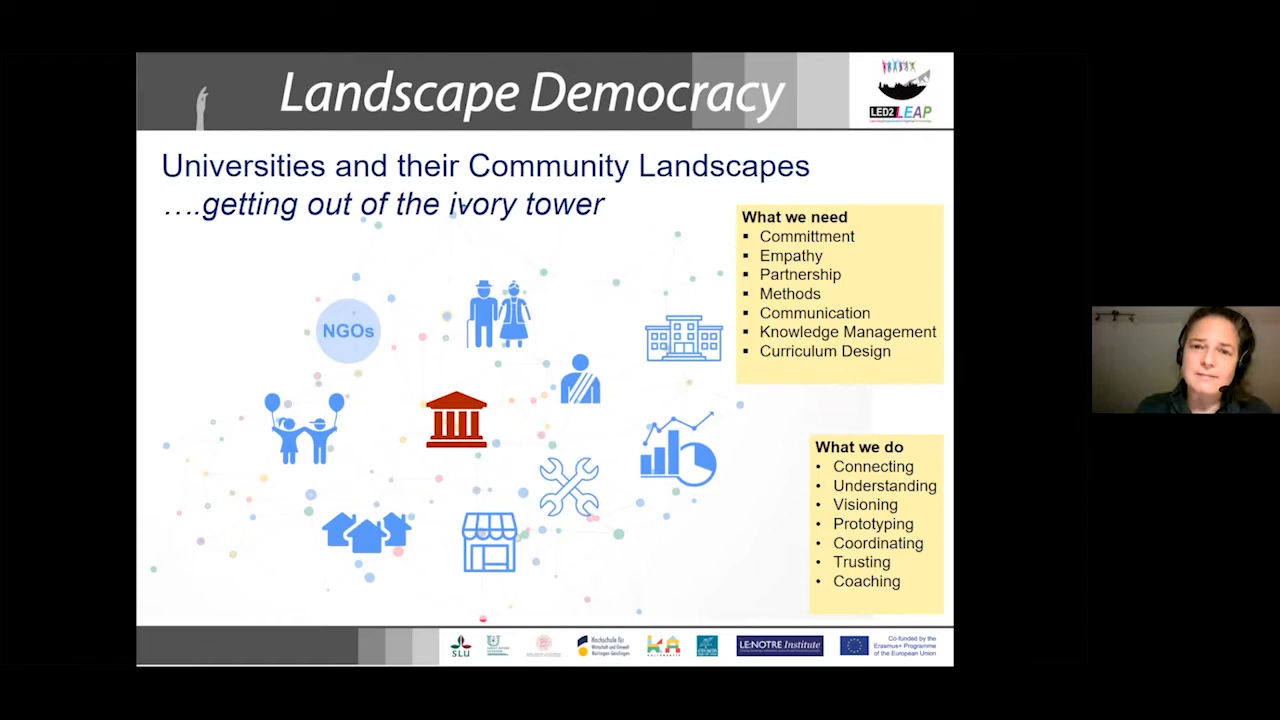 Landscape Democracy
LED2LEAP
Universities and their Community Landscapes
….getting out of the ivory tower
What we need
▪ Committment
▪ Empathy
▪ Partnership
▪ Methods
▪ Communication
▪ Knowledge Management
▪ Curriculum Design
NGOs
What we do
• Connecting
• Understanding
• Visioning
• Prototyping
• Coordinating
• Trusting
• Coaching
SLU
Hochschule für
Wirtschaft und Umwelt
Nürtingen-Geislingen
LE:NOTRE Institute
Co-funded by the
Erasmus+ Programme
of the European Union